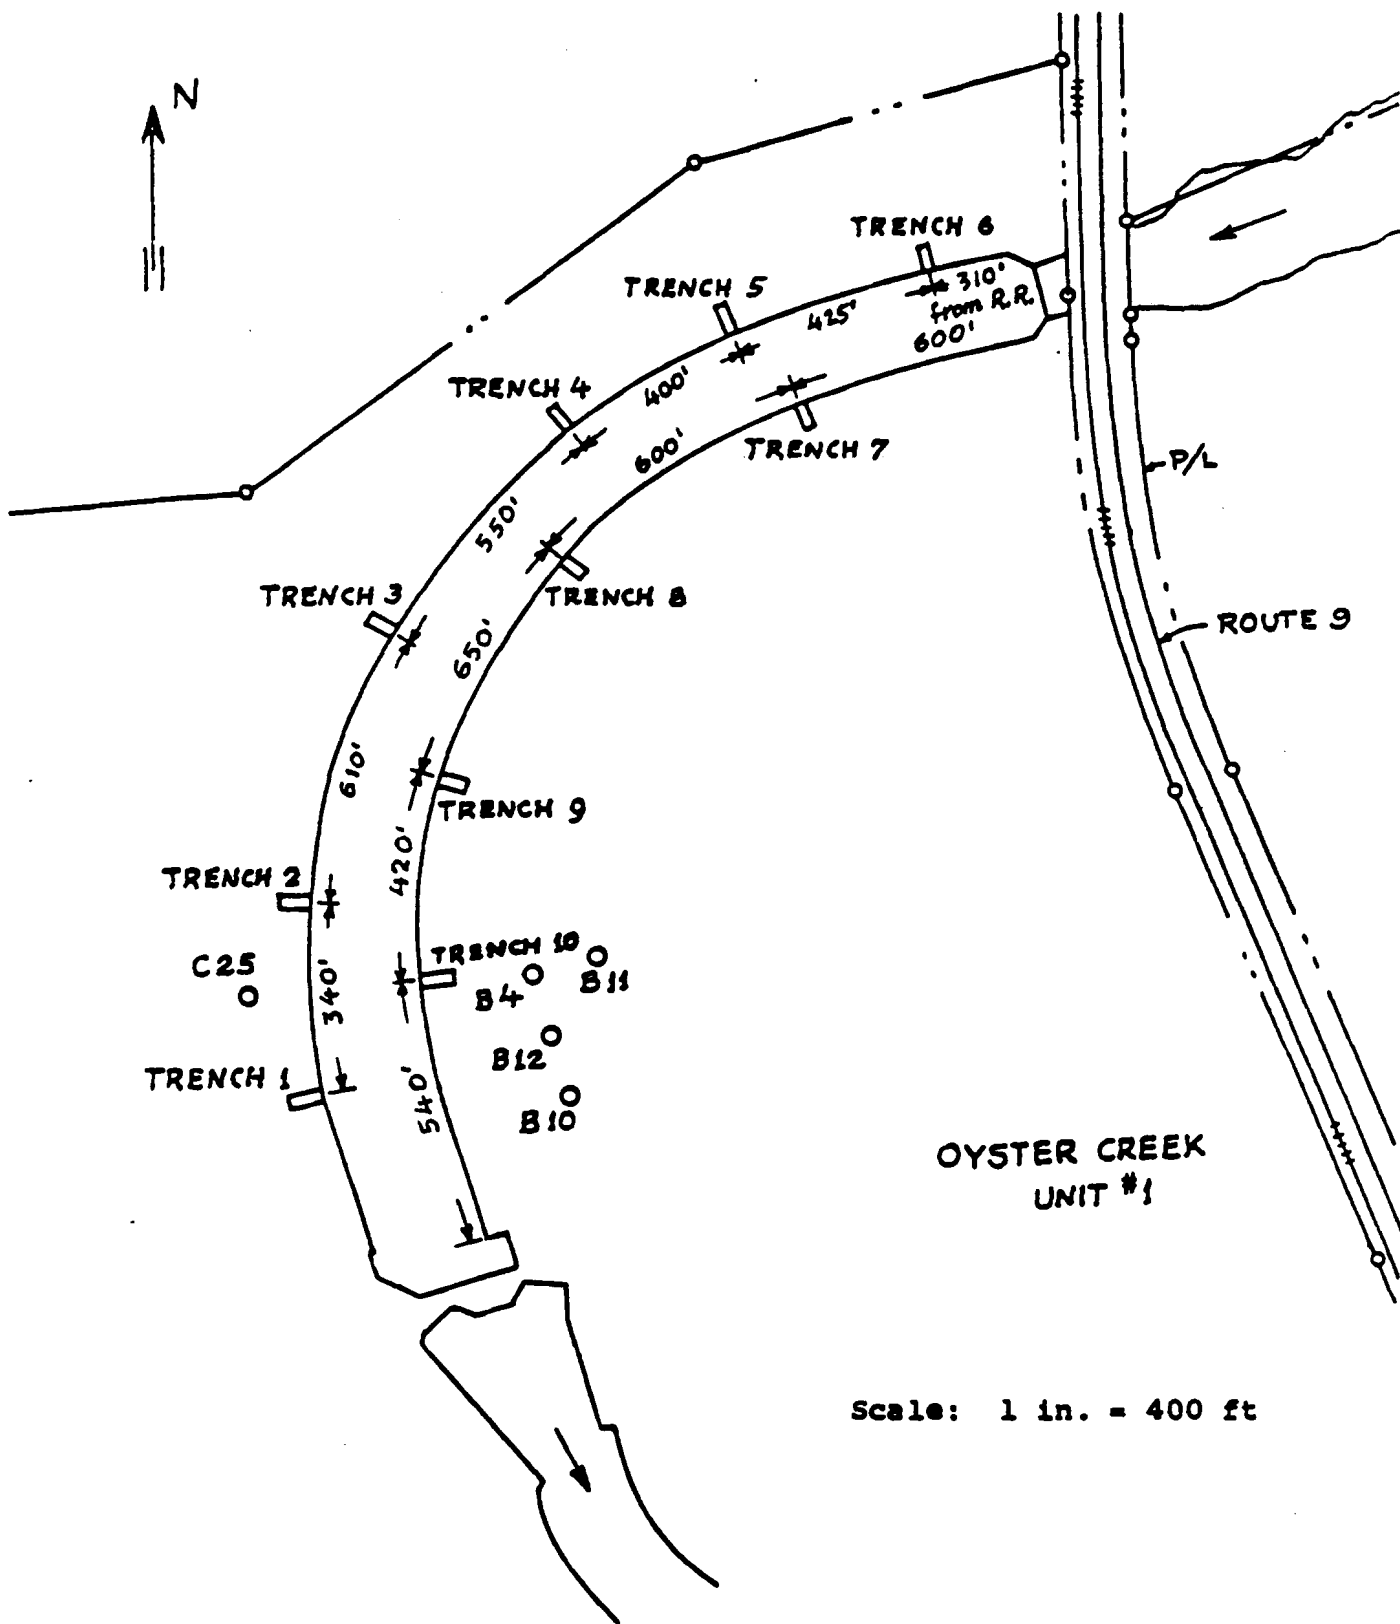 N
TRENCH 6
310'
from R.R.
600'
TRENCH 5
425'
TRENCH 4
400'
600'
TRENCH 7
P/L
550'
TRENCH 3
TRENCH 8
ROUTE 9
650'
610'
TRENCH 9
420'
TRENCH 2
TRENCH 10
C25
340'
B4
B11
B12
TRENCH 1
540'
B10
OYSTER CREEK
UNIT #1
Scale: 1 in. = 400 ft